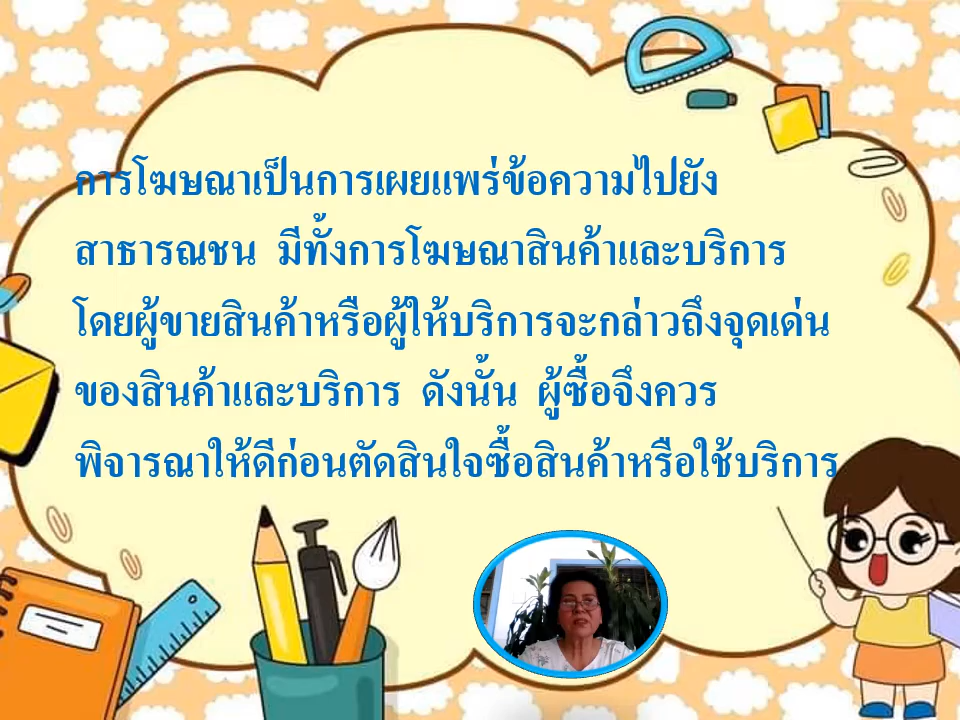 การโฆษณาเป็นการเผยแพร่ข้อความไปยัง
สาธารณชน มีทั้งการโฆษณาสินค้าและบริการ
โดยผู้ขายสินค้าหรือผู้ให้บริการจะกล่าวถึงจุดเด่น
ของสินค้าและบริการ ดังนั้น ผู้ซื้อจึงควร
พิจารณาให้ดีก่อนตัดสินใจซื้อสินค้าหรือใช้บริการ